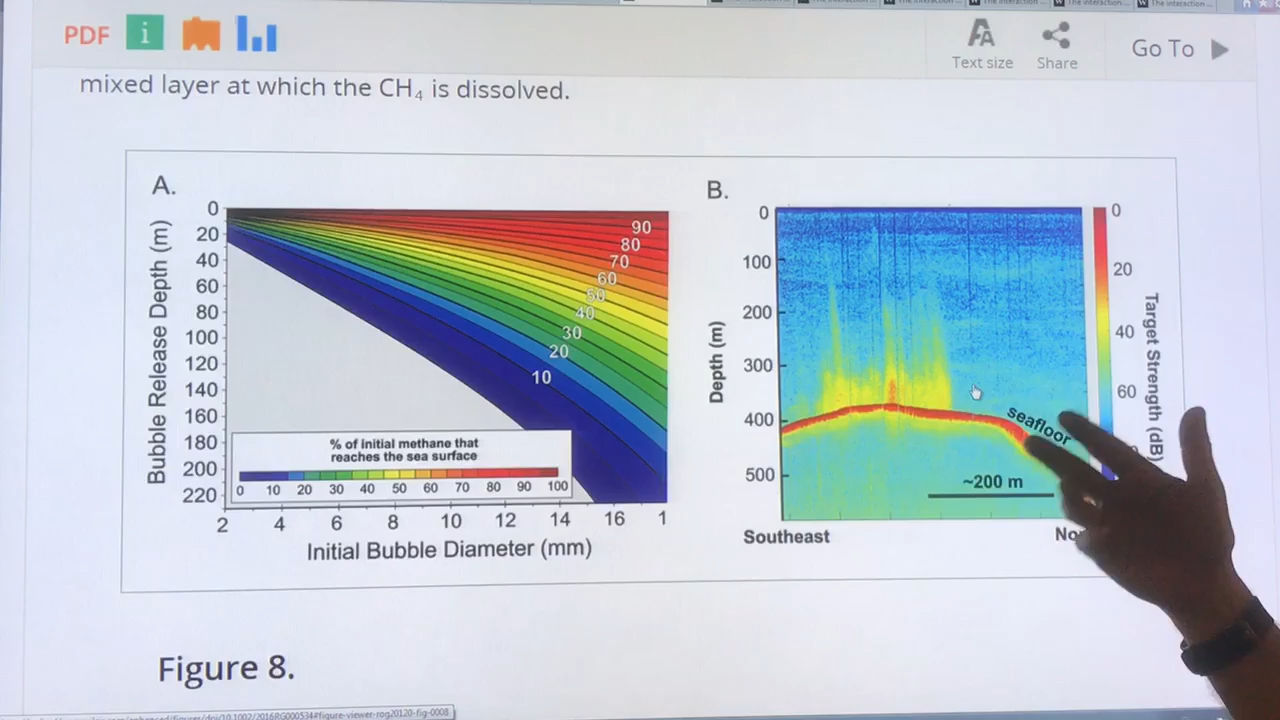 PDF
i
Text size
Share
Go To
mixed layer at which the CH₄ is dissolved.
A.
Bubble Release Depth (m)
0
20
40
60
80
100
120
140
160
180
200
220
90
80
70
60
50
40
30
20
10
% of initial methane that
reaches the sea surface
0 10 20 30 40 50 60 70 80 90 100
2 4 6 8 10 12 14 16 1
Initial Bubble Diameter (mm)
B.
Depth (m)
0
100
200
300
400
500
seafloor
~200 m
Southeast
0
20
40
60
Target Strength (dB)
Figure 8.